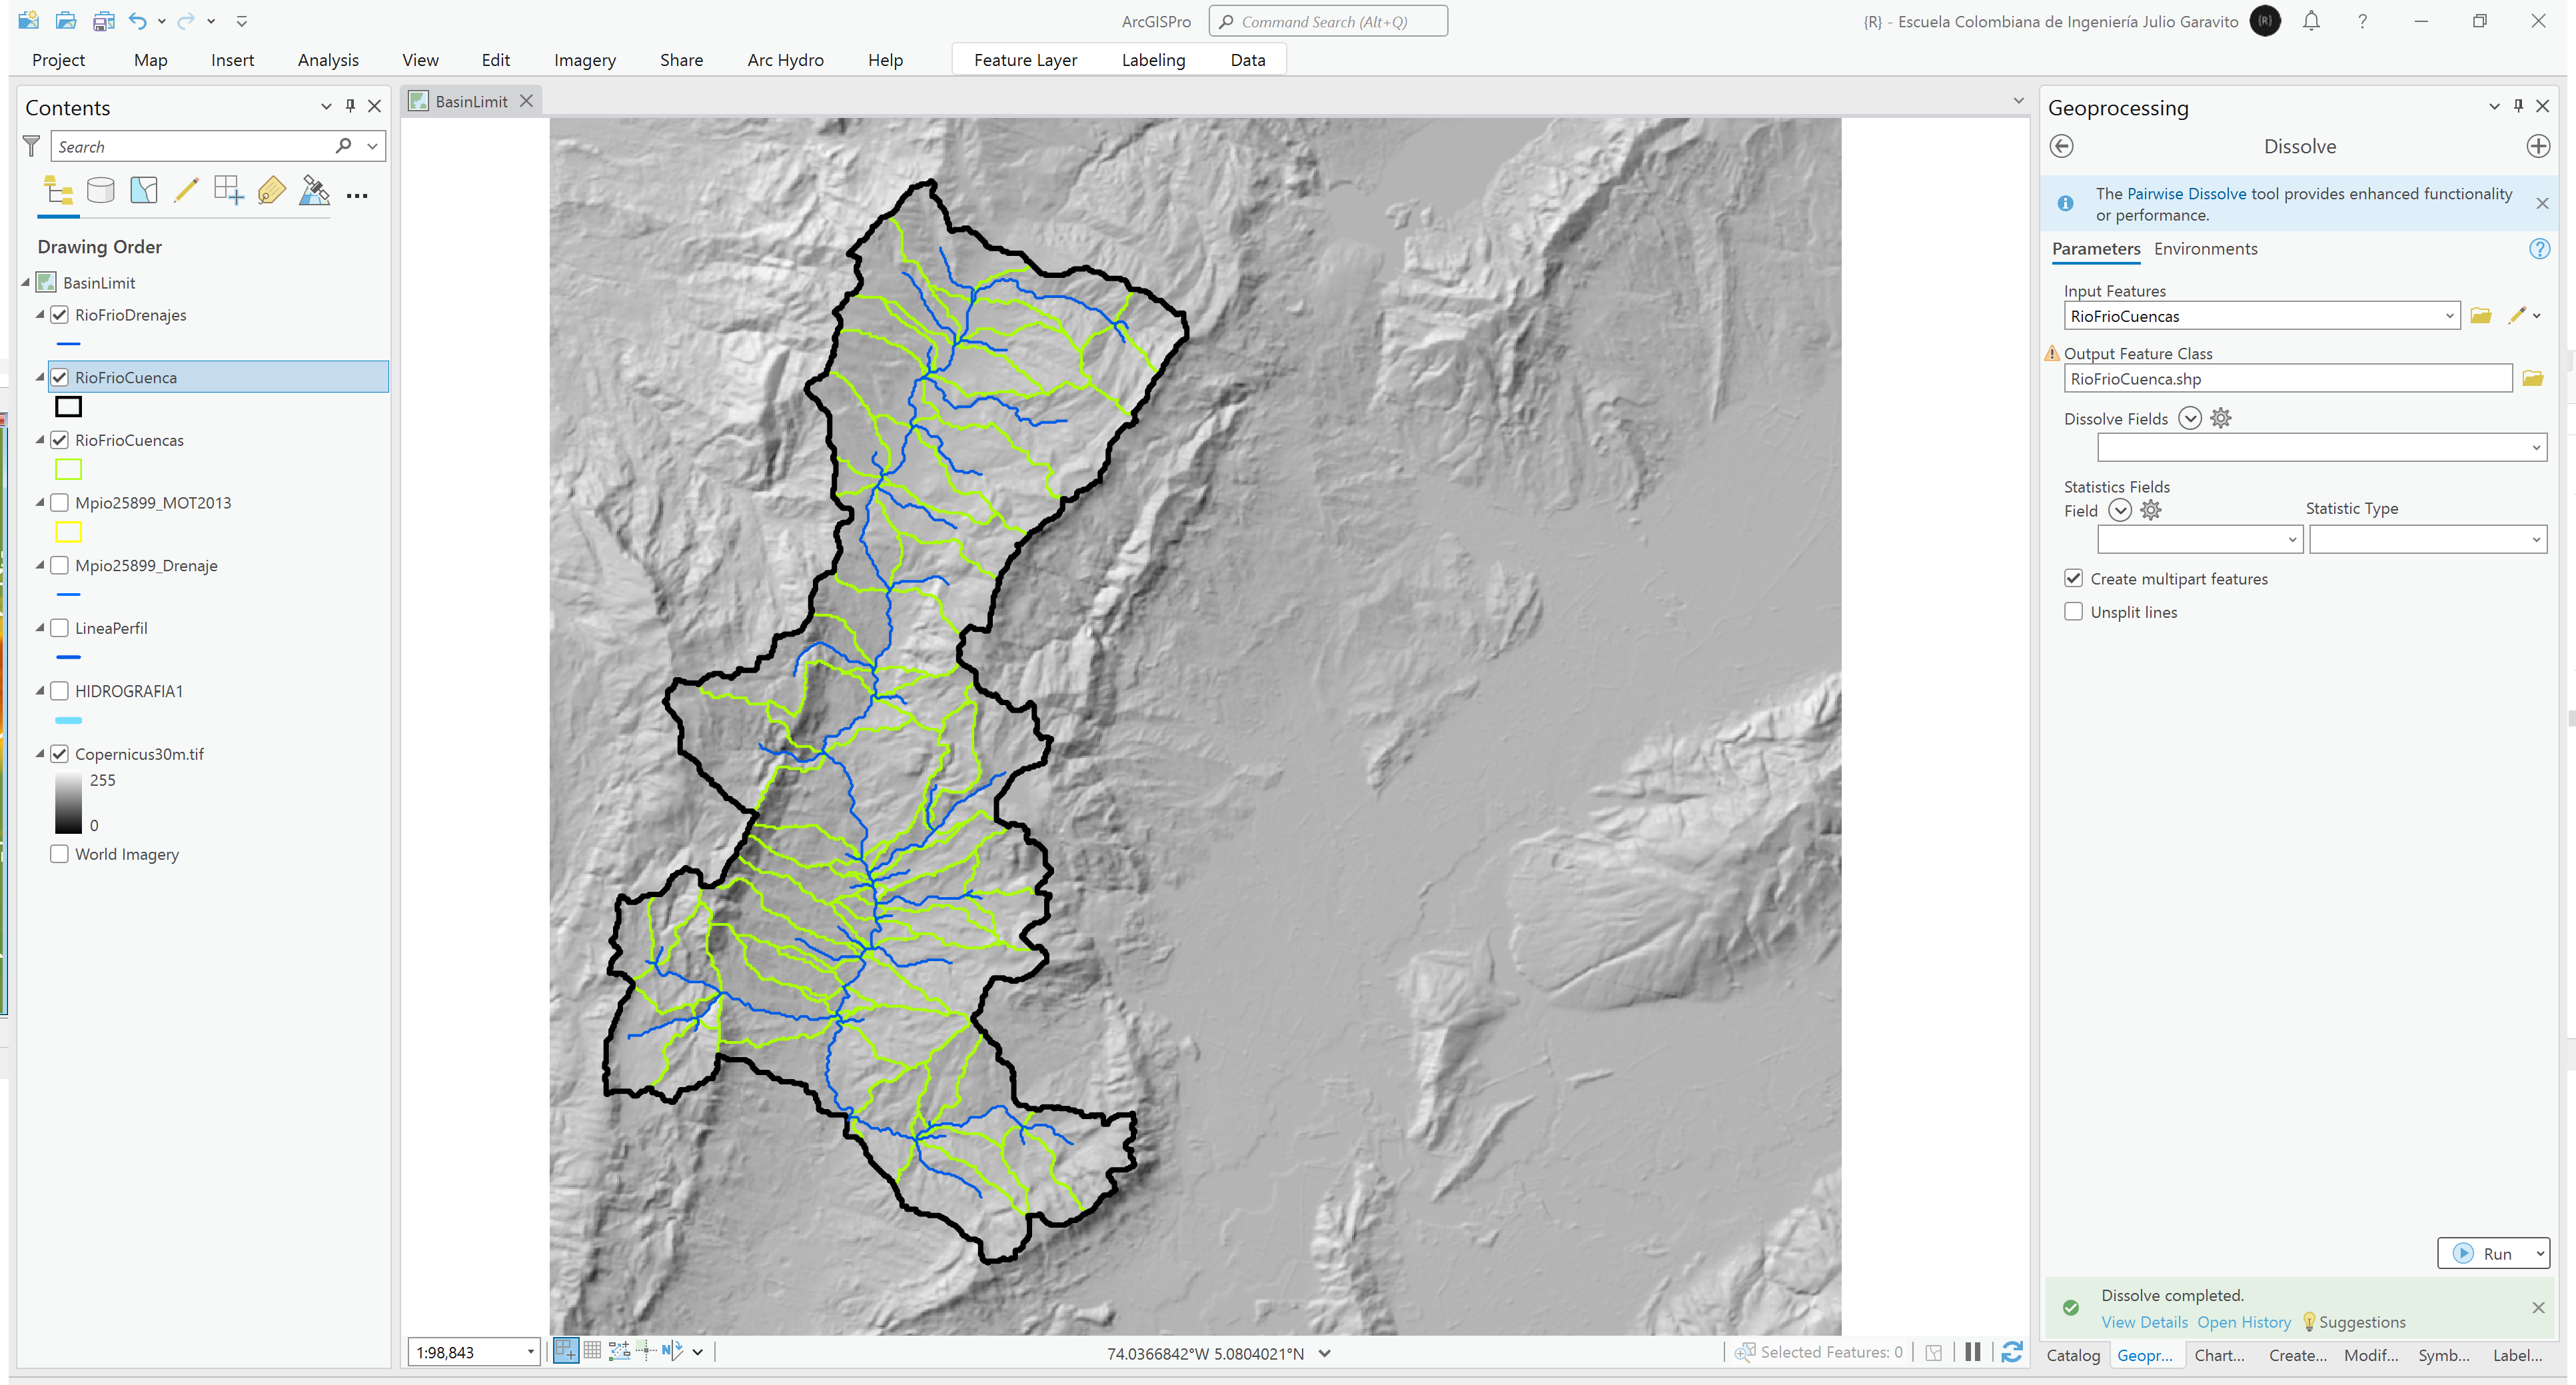 ArcGISPro
Command Search (Alt+Q)
{R} - Escuela Colombiana de Ingeniería Julio Garavito
{R}
?
Project Map Insert Analysis View Edit Imagery Share Arc Hydro Help Feature Layer Labeling Data
Contents
Search
Drawing Order
BasinLimit
RioFrioDrenajes
RioFrioCuenca
RioFrioCuencas
Mpio25899_MOT2013
Mpio25899_Drenaje
LineaPerfil
HIDROGRAFIA1
Copernicus30m.tif
255
0
World Imagery
BasinLimit
1:98,843
N
74.0366842°W 5.0804021°N
Selected Features: 0
Geoprocessing
Dissolve
The Pairwise Dissolve tool provides enhanced functionality
or performance.
Parameters Environments
?
Input Features
RioFrioCuencas
Output Feature Class
RioFrioCuenca.shp
Dissolve Fields
Statistics Fields
Field Statistic Type
Create multipart features
Unsplit lines
Run
Dissolve completed.
View Details Open History Suggestions
Catalog Geopr... Chart... Create... Modif... Symb... Label...